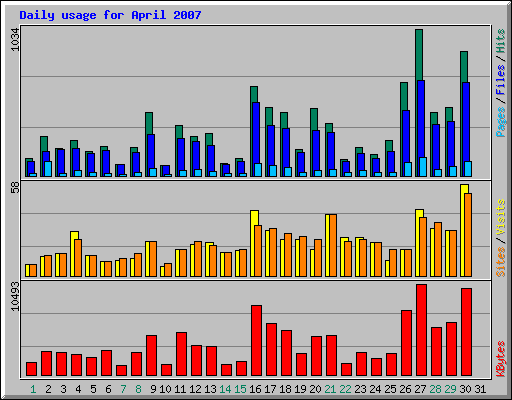 Daily usage for April 2007
1034
58
10493
Pages / Files / Hits
Sites / Visits
KBytes
1 2 3 4 5 6 7 8 9 10 11 12 13 14 15 16 17 18 19 20 21 22 23 24 25 26 27 28 29 30 31